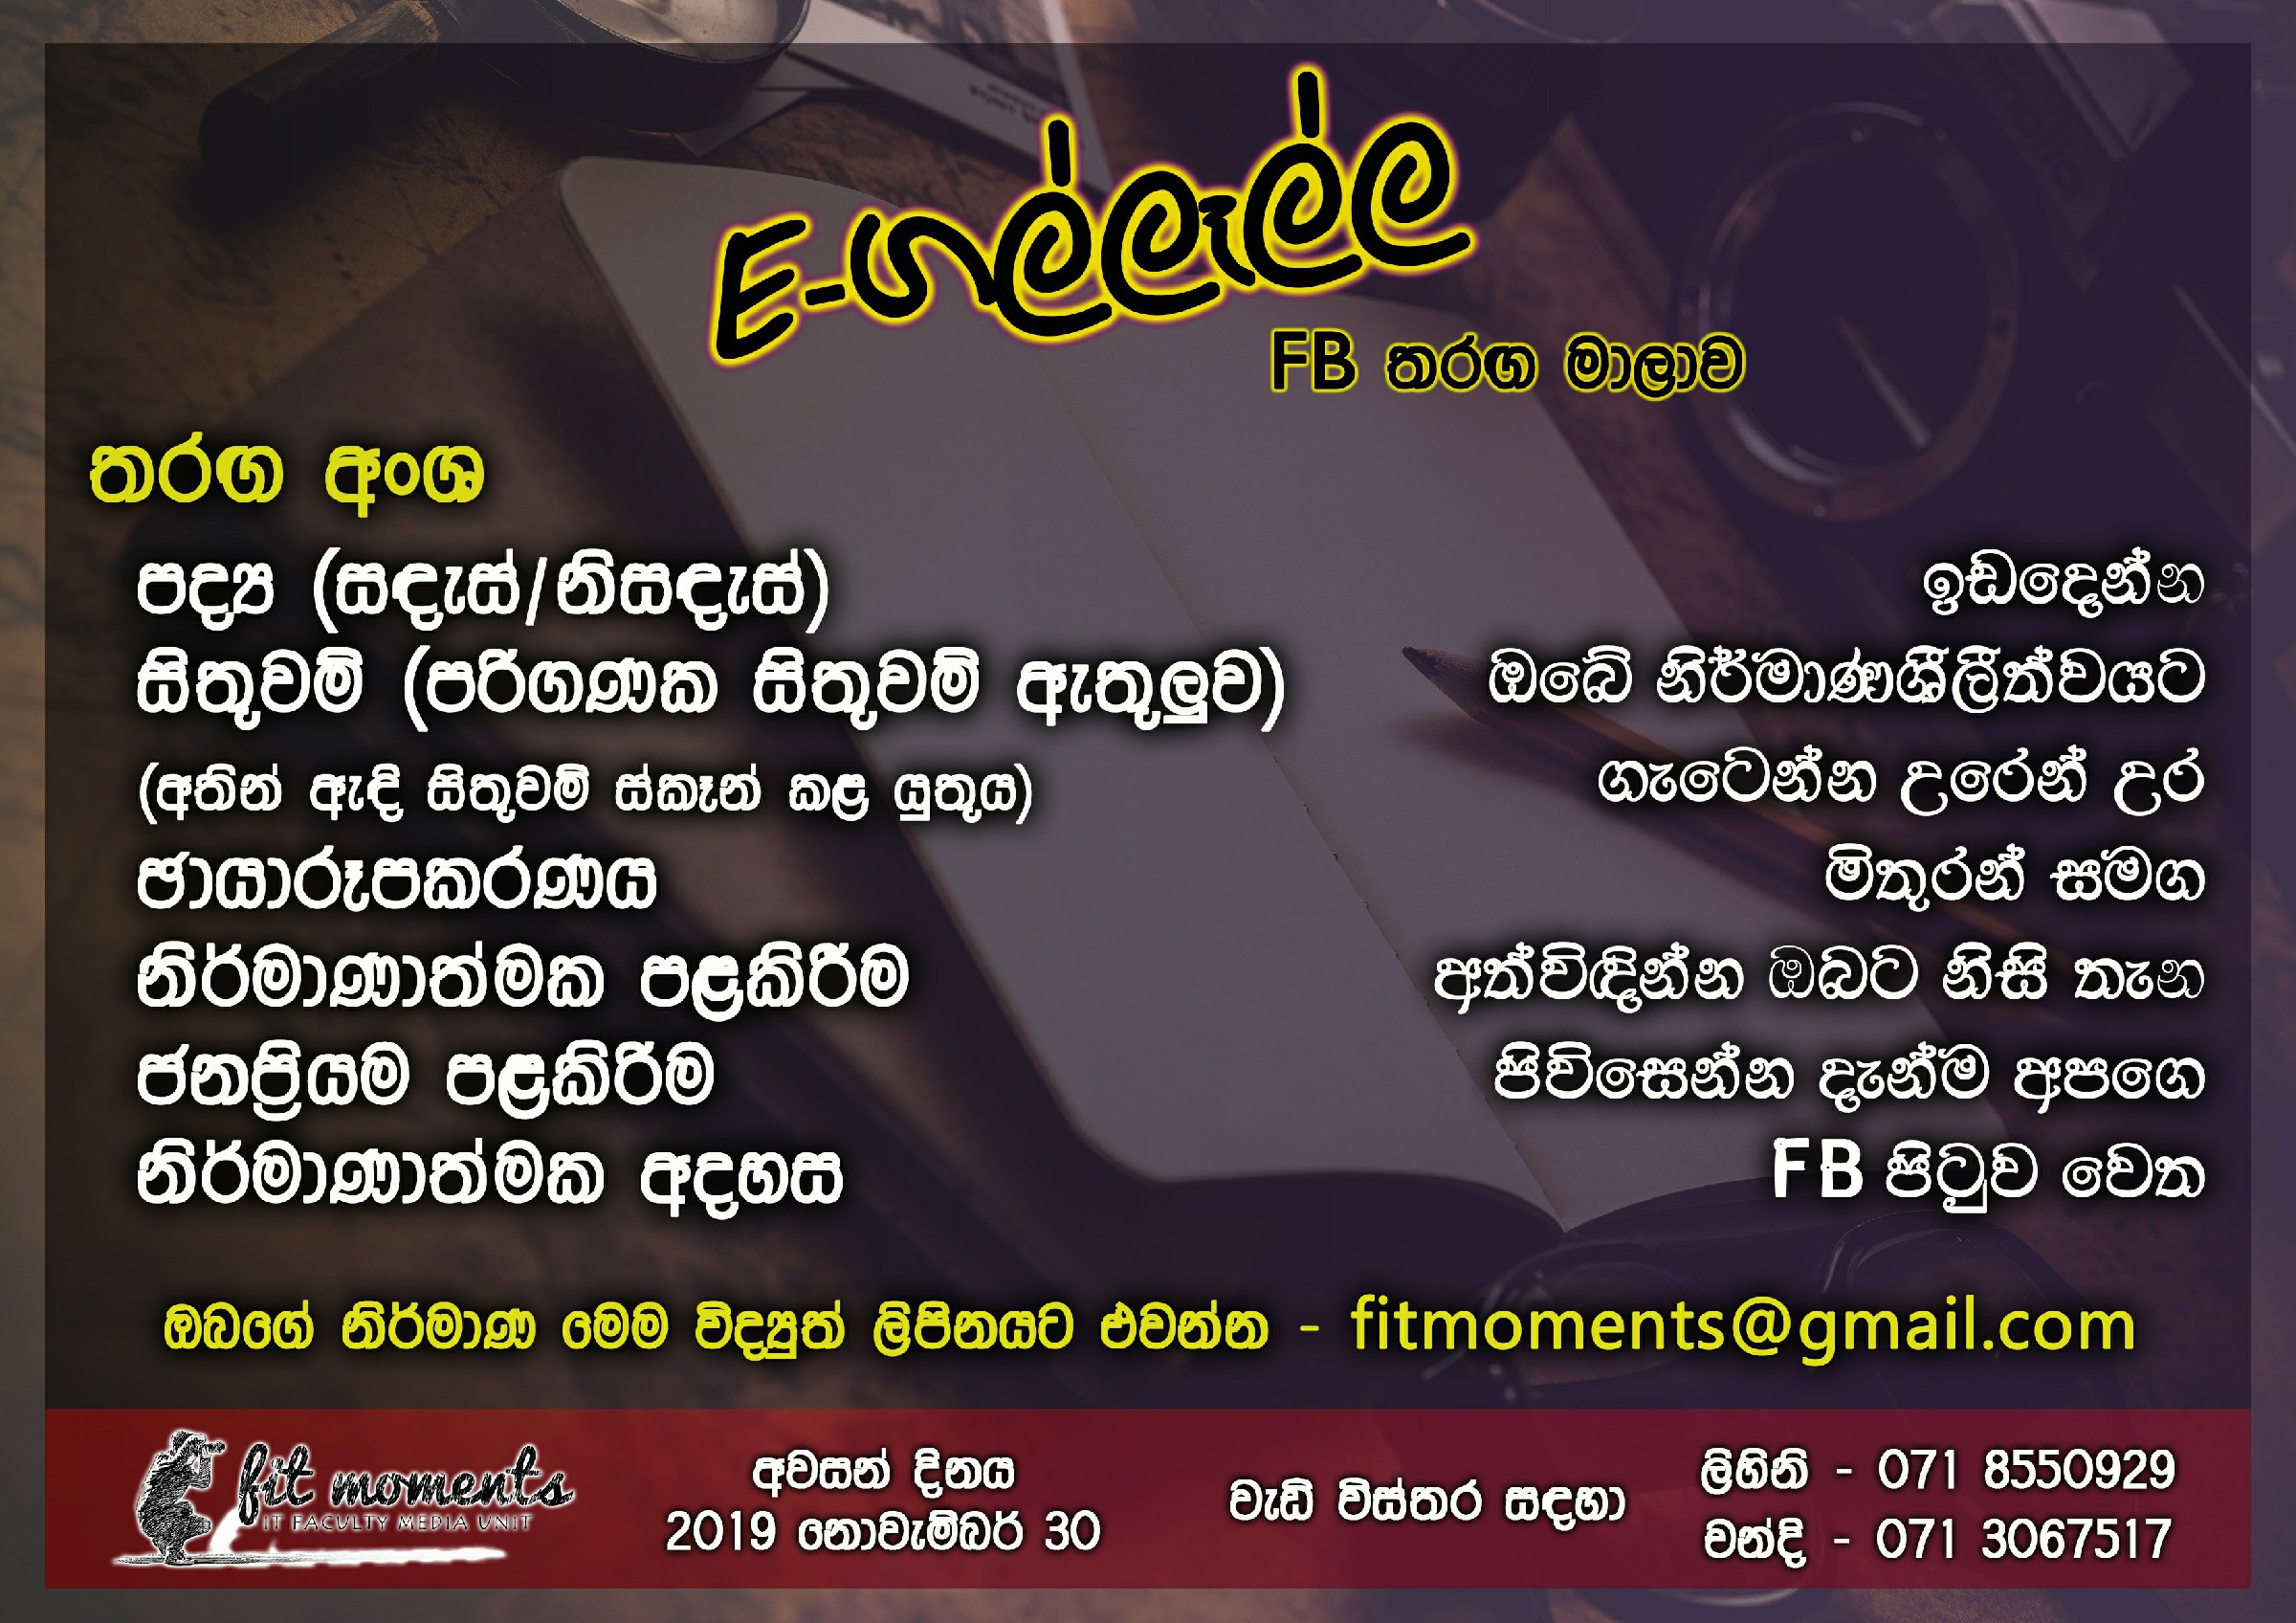 E-ගල්ලෑල්ල
FB තරඟ මාලාව
තරඟ අංශ
පද්‍ය (සඳැස්/නිසඳැස්)
සිතුවම් (පරිගණක සිතුවම් ඇතුලුව)
(අතින් ඇඳි සිතුවම් ස්කෑන් කළ යුතුය)
ඡායාරූපකරණය
නිර්මාණාත්මක පළකිරීම
ජනප්‍රියම පළකිරීම
නිර්මාණාත්මක අදහස
ඉඩදෙන්න
ඔබේ නිර්මාණශීලීත්වයට
ගැටෙන්න උරෙන් උර
මිතුරන් සමග
අත්විඳින්න ඔබට නිසි තැන
පිවිසෙන්න දැන්ම අපගෙ
FB පිටුව වෙත
ඔබගේ නිර්මාණ මෙම විද්‍යුත් ලිපිනයට එවන්න - fitmoments@gmail.com
fit moments
IT FACULTY MEDIA UNIT
අවසන් දිනය
2019 නොවැම්බර් 30
වැඩි විස්තර සඳහා
ලිහිනි - 071 8550929
චන්දි - 071 3067517